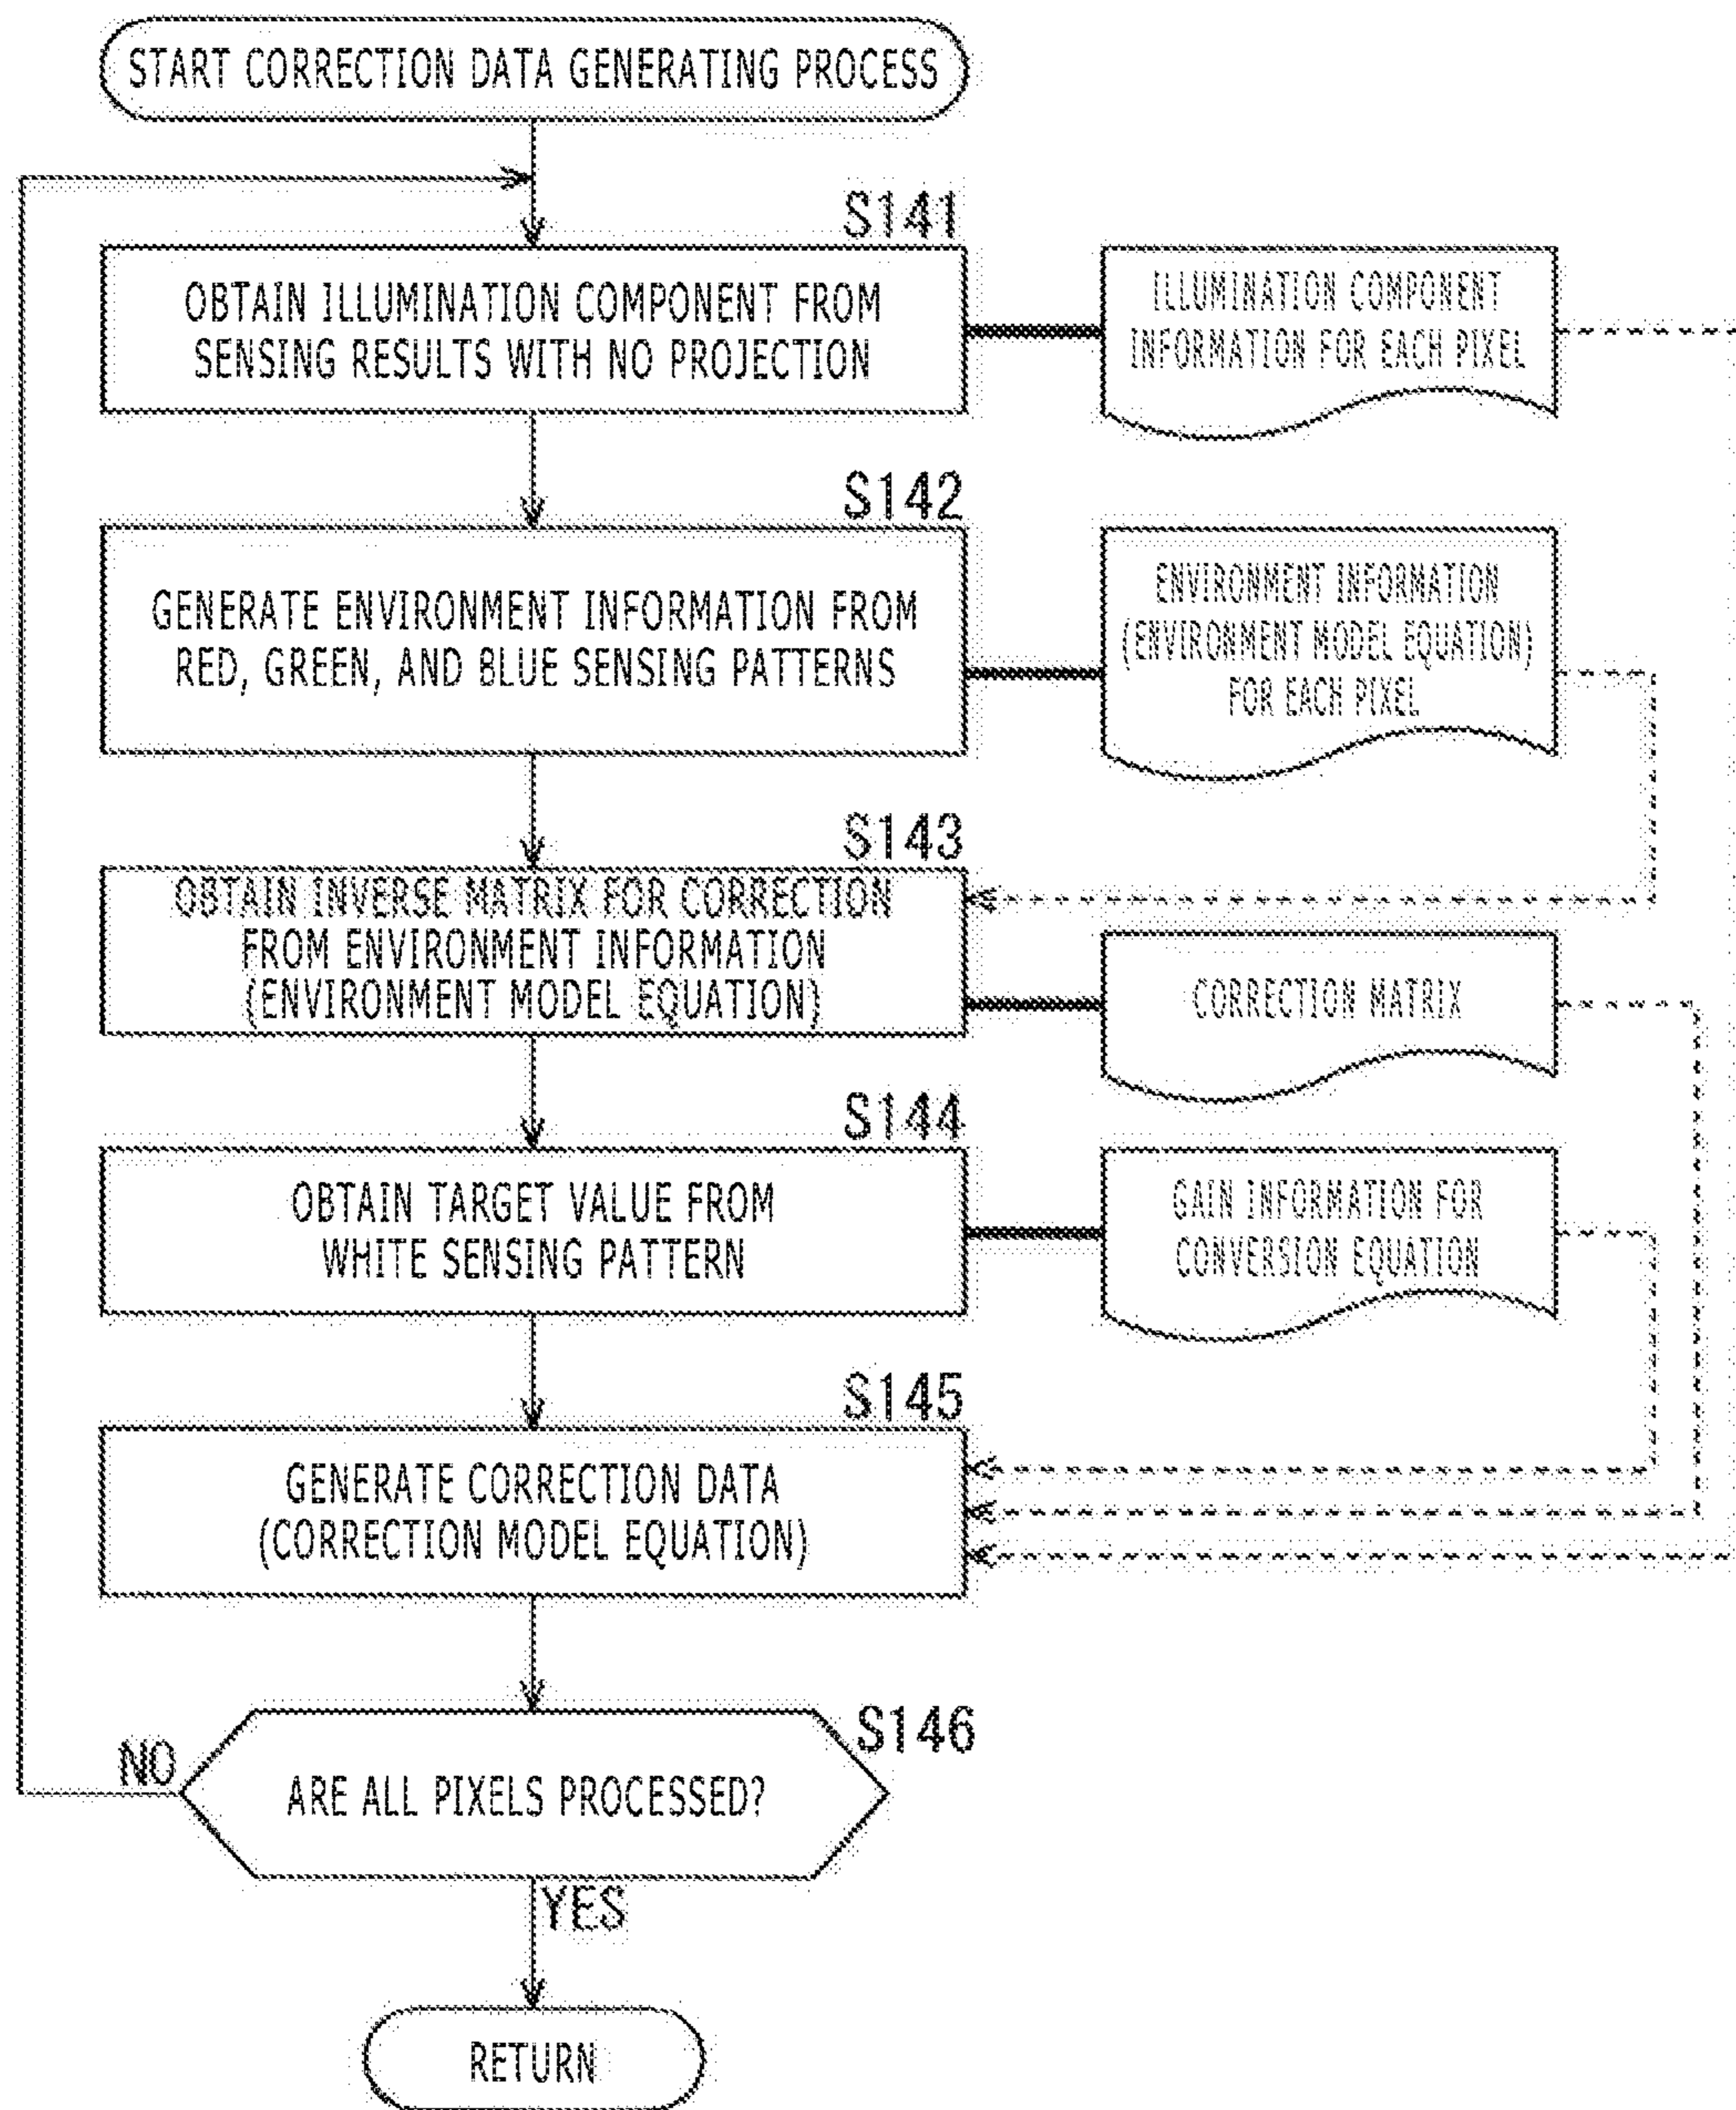 START CORRECTION DATA GENERATING PROCESS
S141
OBTAIN ILLUMINATION COMPONENT FROM
SENSING RESULTS WITH NO PROJECTION
ILLUMINATION COMPONENT
INFORMATION FOR EACH PIXEL
S142
GENERATE ENVIRONMENT INFORMATION FROM
RED, GREEN, AND BLUE SENSING PATTERNS
ENVIRONMENT INFORMATION
(ENVIRONMENT MODEL EQUATION)
FOR EACH PIXEL
S143
OBTAIN INVERSE MATRIX FOR CORRECTION
FROM ENVIRONMENT INFORMATION
(ENVIRONMENT MODEL EQUATION)
CORRECTION MATRIX
S144
OBTAIN TARGET VALUE FROM
WHITE SENSING PATTERN
GAIN INFORMATION FOR
CONVERSION EQUATION
S145
GENERATE CORRECTION DATA
(CORRECTION MODEL EQUATION)
S146
NO
ARE ALL PIXELS PROCESSED?
YES
RETURN